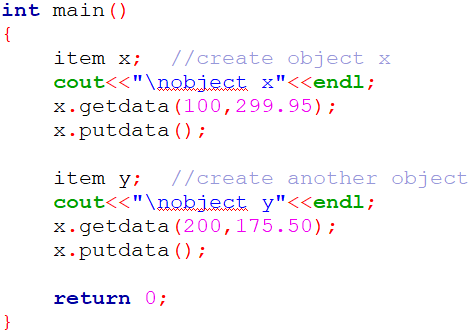 int main()
{
    item x;  //create object x
    cout<<"\nobject x"<<endl;
    x.getdata(100,299.95);
    x.putdata();

    item y;  //create another object
    cout<<"\nobject y"<<endl;
    x.getdata(200,175.50);
    x.putdata();

    return 0;
}